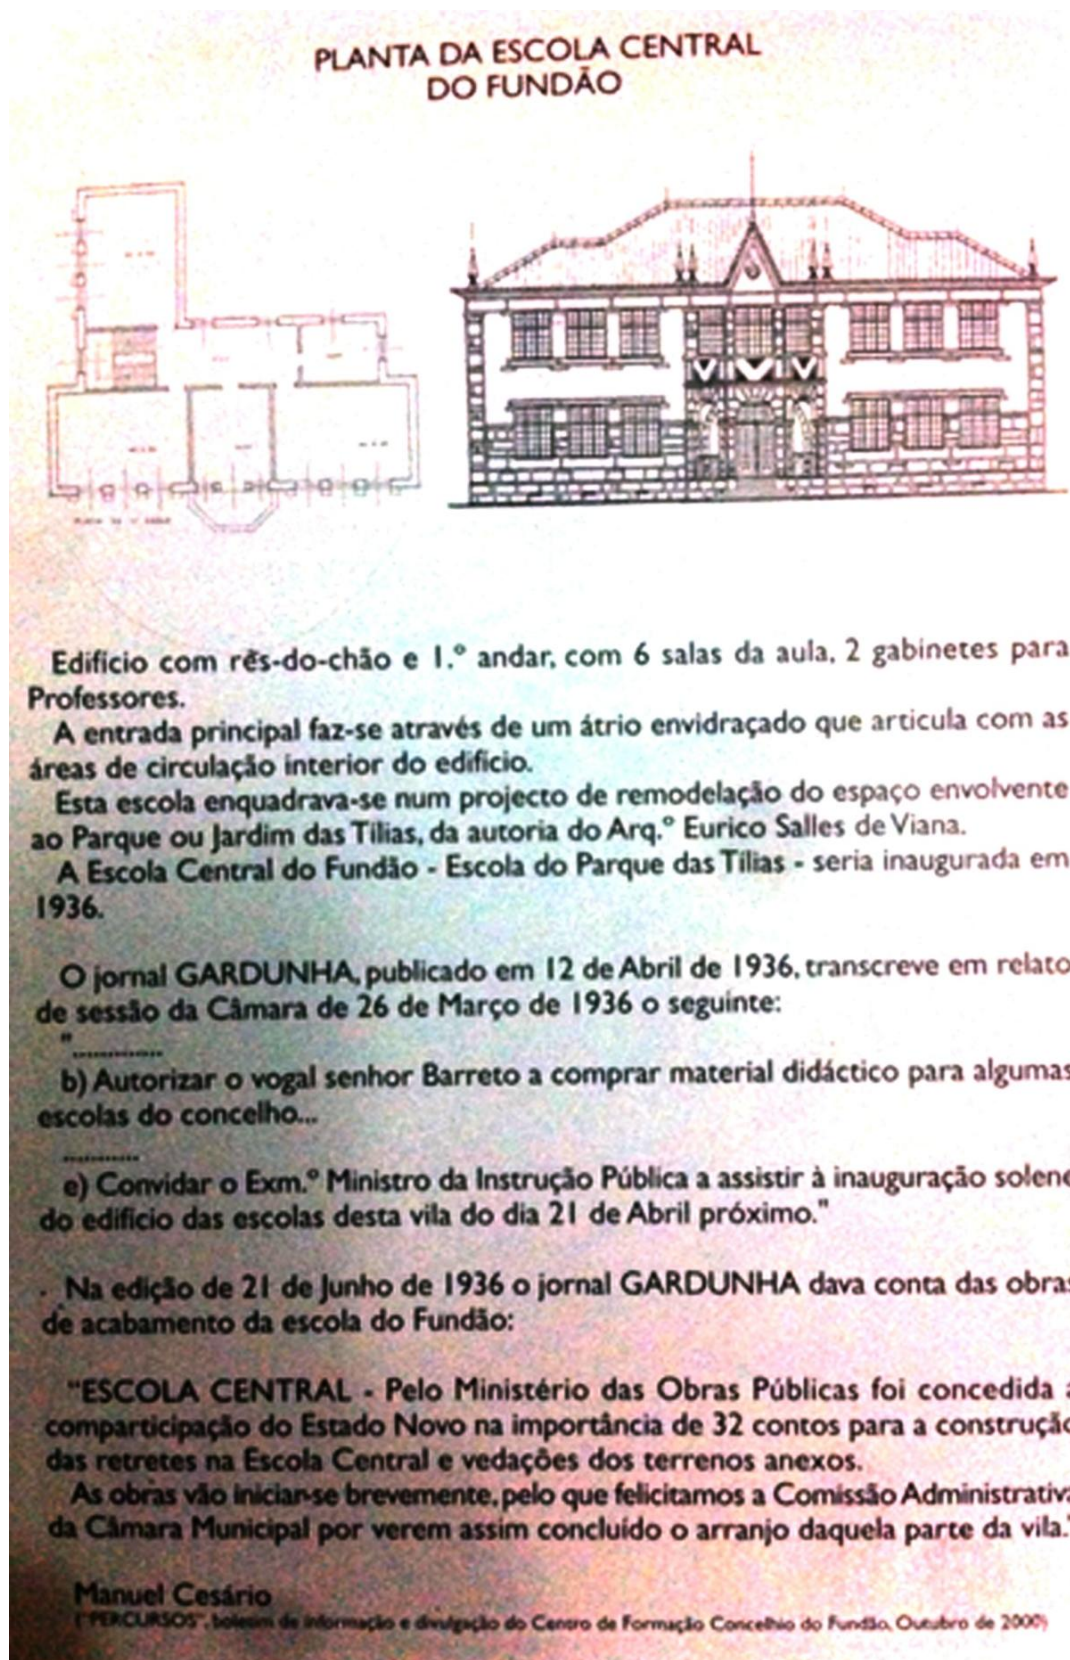 PLANTA DA ESCOLA CENTRAL
DO FUNDÃO
Edifício com rês-do-chão e 1.º andar, com 6 salas da aula, 2 gabinetes para
Professores.
A entrada principal faz-se através de um átrio envidraçado que articula com as
áreas de circulação interior do edifício.
Esta escola enquadrava-se num projecto de remodelação do espaço envolvente
ao Parque ou Jardim das Tílias, da autoria do Arq.º Eurico Salles de Viana.
A Escola Central do Fundão - Escola do Parque das Tílias - seria inaugurada em
1936.
O jornal GARDUNHA, publicado em 12 de Abril de 1936, transcreve em relato
de sessão da Câmara de 26 de Março de 1936 o seguinte:
".............
b) Autorizar o vogal senhor Barreto a comprar material didáctico para algumas
escolas do concelho...
...........
e) Convidar o Exm.º Ministro da Instrução Pública a assistir à inauguração solene
do edifício das escolas desta vila do dia 21 de Abril próximo."
Na edição de 21 de Junho de 1936 o jornal GARDUNHA dava conta das obras
de acabamento da escola do Fundão:
"ESCOLA CENTRAL - Pelo Ministério das Obras Públicas foi concedida a
comparticipação do Estado Novo na importância de 32 contos para a construção
das retretes na Escola Central e vedações dos terrenos anexos.
As obras vão iniciar-se brevemente, pelo que felicitamos a Comissão Administrativa
da Câmara Municipal por verem assim concluído o arranjo daquela parte da vila."
Manuel Cesário
("PERCURSOS", boletim de informação e divulgação do Centro de Formação Concelhio do Fundão, Outubro de 2000)